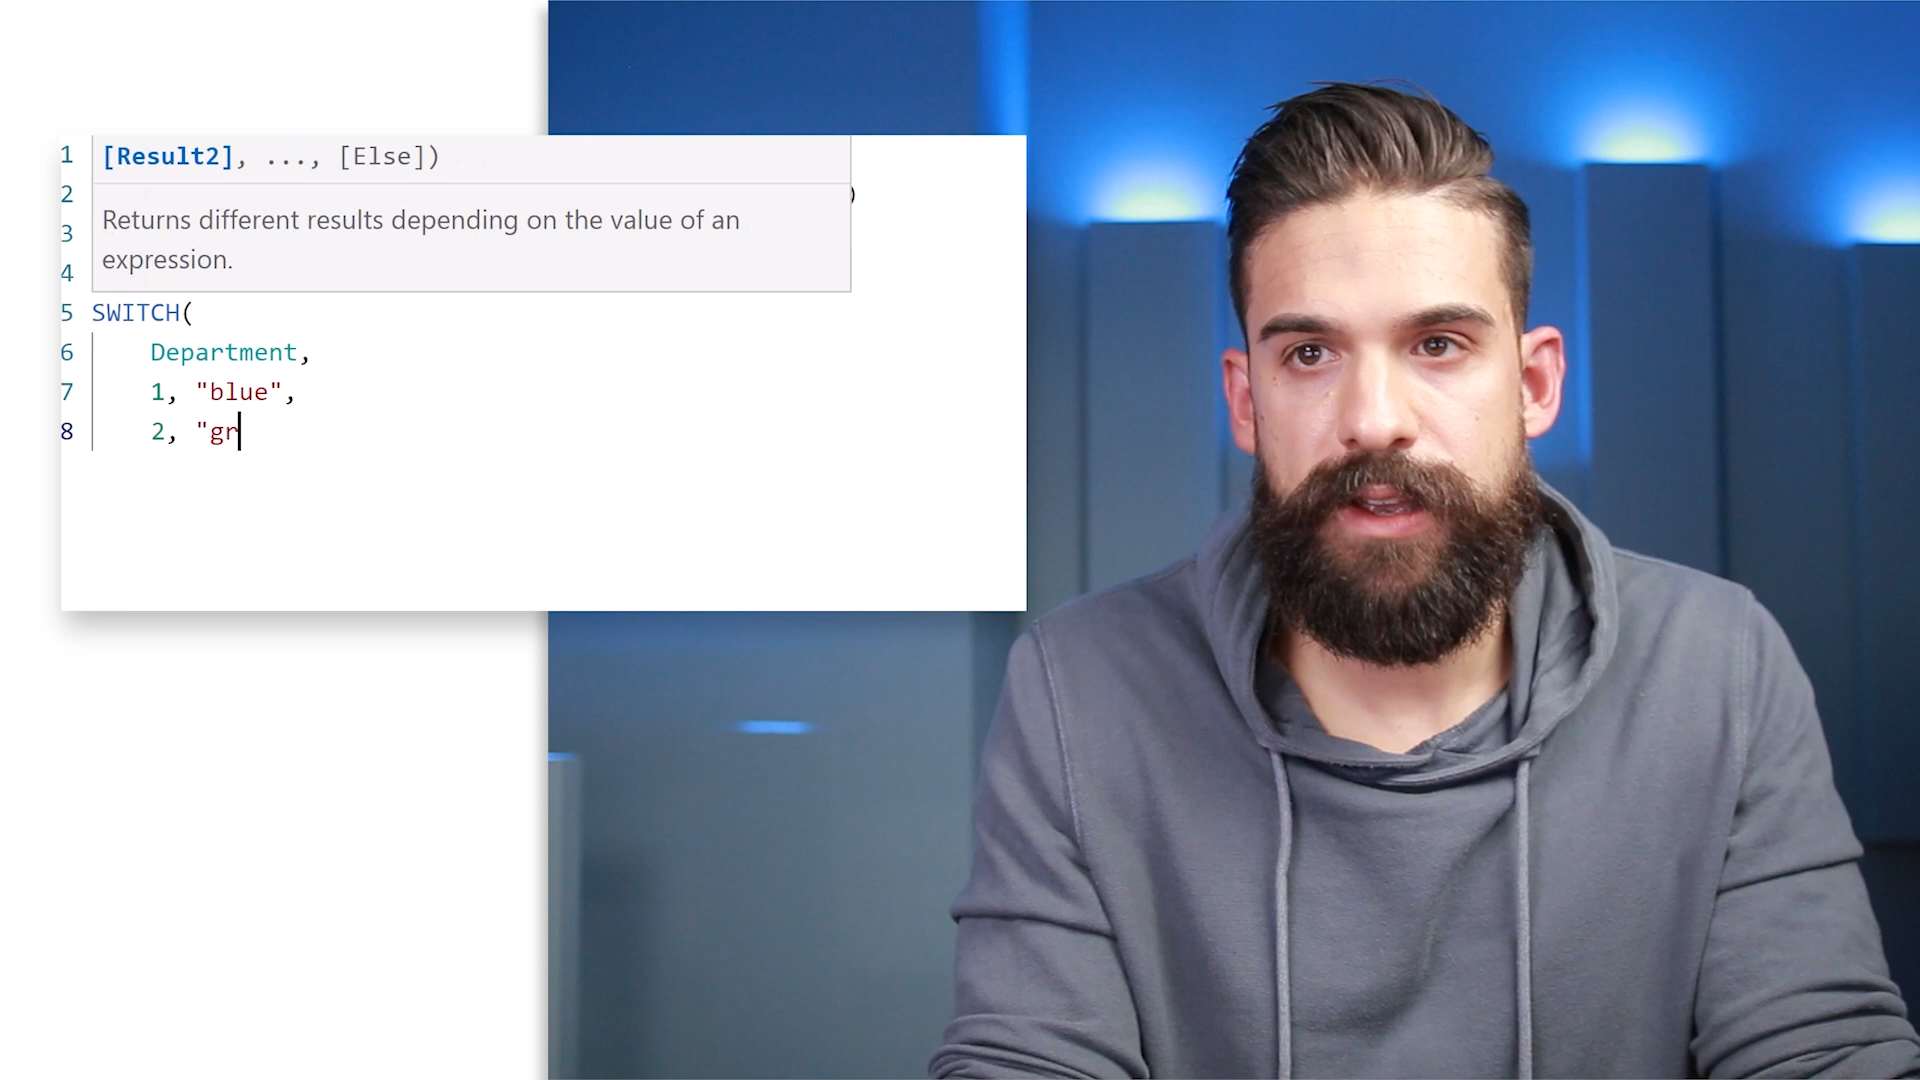 1 [Result2], ..., [Else])
2 )
3 Returns different results depending on the value of an
4 expression.
5 SWITCH(
6 Department,
7 1, "blue",
8 2, "gr